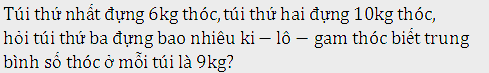 Túi thứ nhất đựng 6kg thóc, túi thứ hai đựng 10kg thóc,
hỏi túi thứ ba đựng bao nhiêu ki − lô − gam thóc biết trung
bình số thóc ở mỗi túi là 9kg?